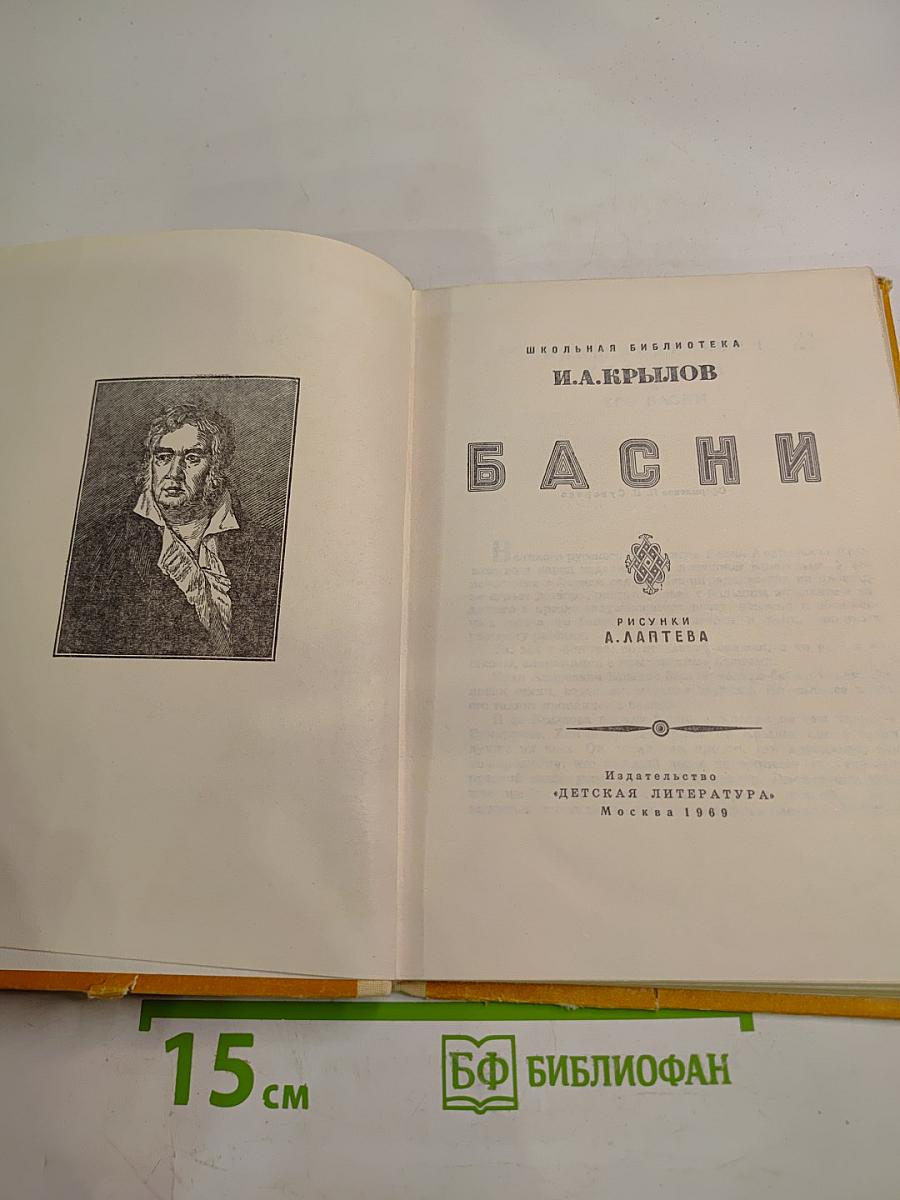 ШКОЛЬНАЯ БИБЛИОТЕКА
И.А.КРЫЛОВ
БАСНИ
РИСУНКИ
А.ЛАПТЕВА
Издательство
«ДЕТСКАЯ ЛИТЕРАТУРА»
Москва 1969
15 см
БФ БИБЛИОФАН